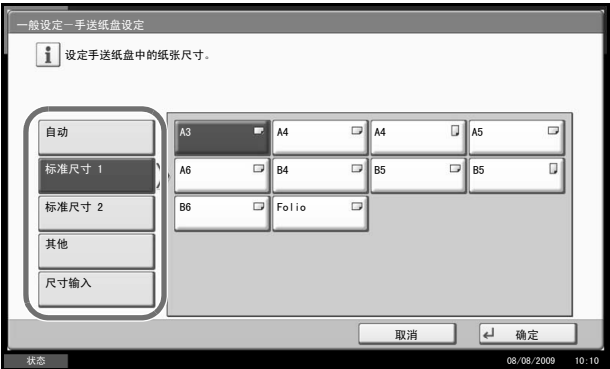 一般设定－手送纸盘设定
设定手送纸盘中的纸张尺寸。
自动
标准尺寸 1
标准尺寸 2
其他
尺寸输入
A3 A4 A4 A5
A6 B4 B5 B5
B6 Folio
取消 确定
状态 08/08/2009 10:10